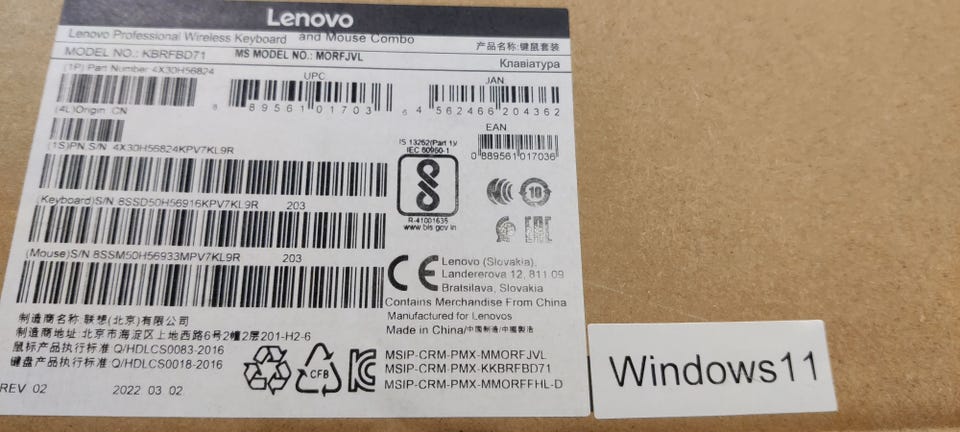 Lenovo
Lenovo Professional Wireless Keyboard and Mouse Combo
产品名称:键鼠套装
MODEL NO.: KBRFBD71 MS MODEL NO.: MORFJVL
Клавіатура
(1P) Part Number 4X30H56824
UPC
8 89561 01703
JAN
4 562466 204362
(4L)Origin :CN
EAN
0 889561 017036
(1S)PN,S/N 4X30H56824KPV7KL9R
IS 13252(Part 1)/
IEC 60950-1
R-41001635
www.bis.gov.in
(Keyboard)S/N 8SSD50H56916KPV7KL9R 203
(Mouse)S/N 8SSM50H56933MPV7KL9R 203
10
EAC
CE
Lenovo (Slovakia),
Landererova 12, 811 09
Bratislava, Slovakia
Contains Merchandise From China
Manufactured for Lenovos
Made in China/中国制造/中國製造
制造商名称 联想(北京)有限公司
制造商地址: 北京市海淀区上地西路6号2幢2层201-H2-6
鼠标产品执行标准 Q/HDLCS0083-2016
键盘产品执行标准 Q/HDLCS0018-2016
REV 02 2022 03 02
CFB
MSIP-CRM-PMX-MMORFJVL
MSIP-CRM-PMX-KKBRFBD71
MSIP-CRM-PMX-MMORFFHL-D
Windows11